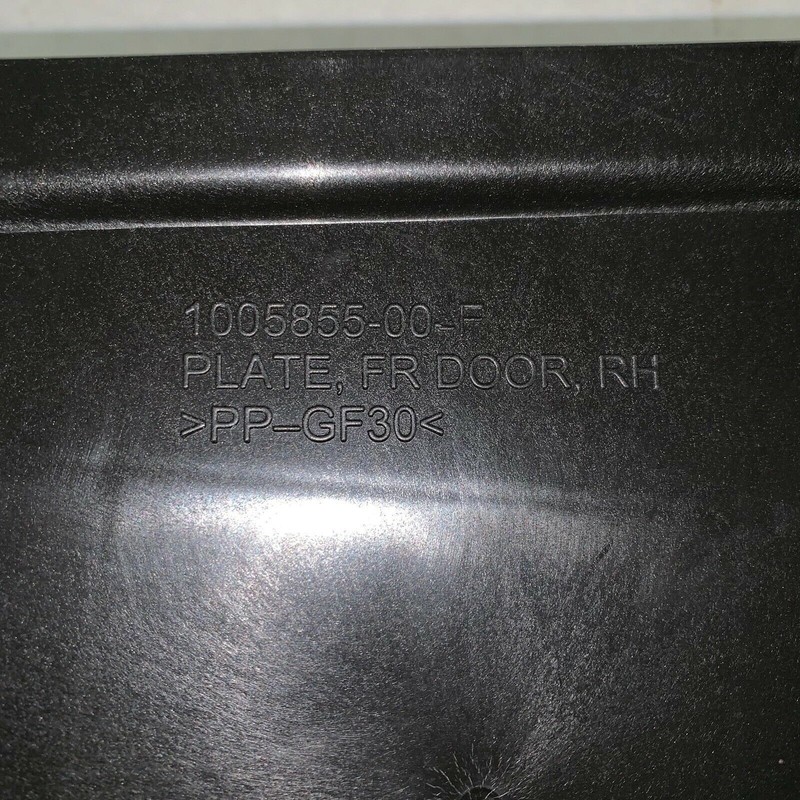 1005855-00-F
PLATE, FR DOOR, RH
>PP-GF30<